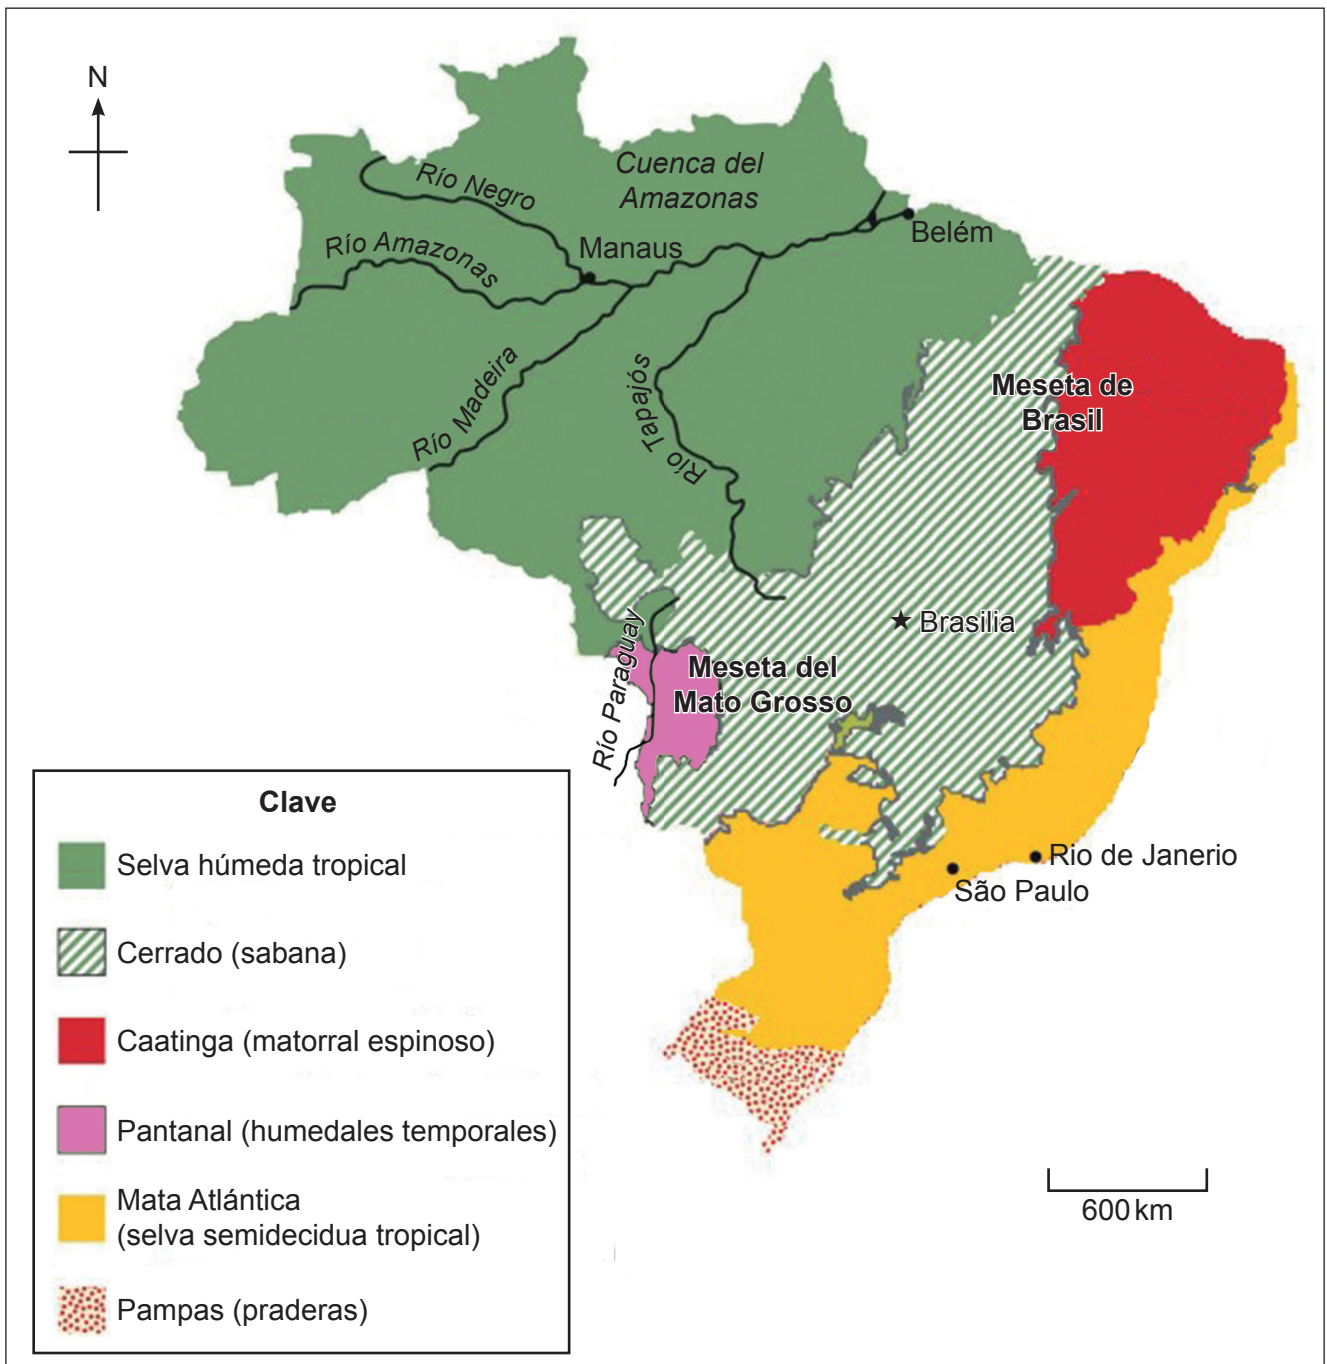 N
Cuenca del
Amazonas
Río Negro
Río Amazonas
Manaus
Belém
Río Madeira
Río Tapajós
Meseta de
Brasil
Brasilia
Río Paraguay
Meseta del
Mato Grosso
Rio de Janerio
São Paulo
Clave
Selva húmeda tropical
Cerrado (sabana)
Caatinga (matorral espinoso)
Pantanal (humedales temporales)
Mata Atlántica
(selva semidecidua tropical)
Pampas (praderas)
600 km